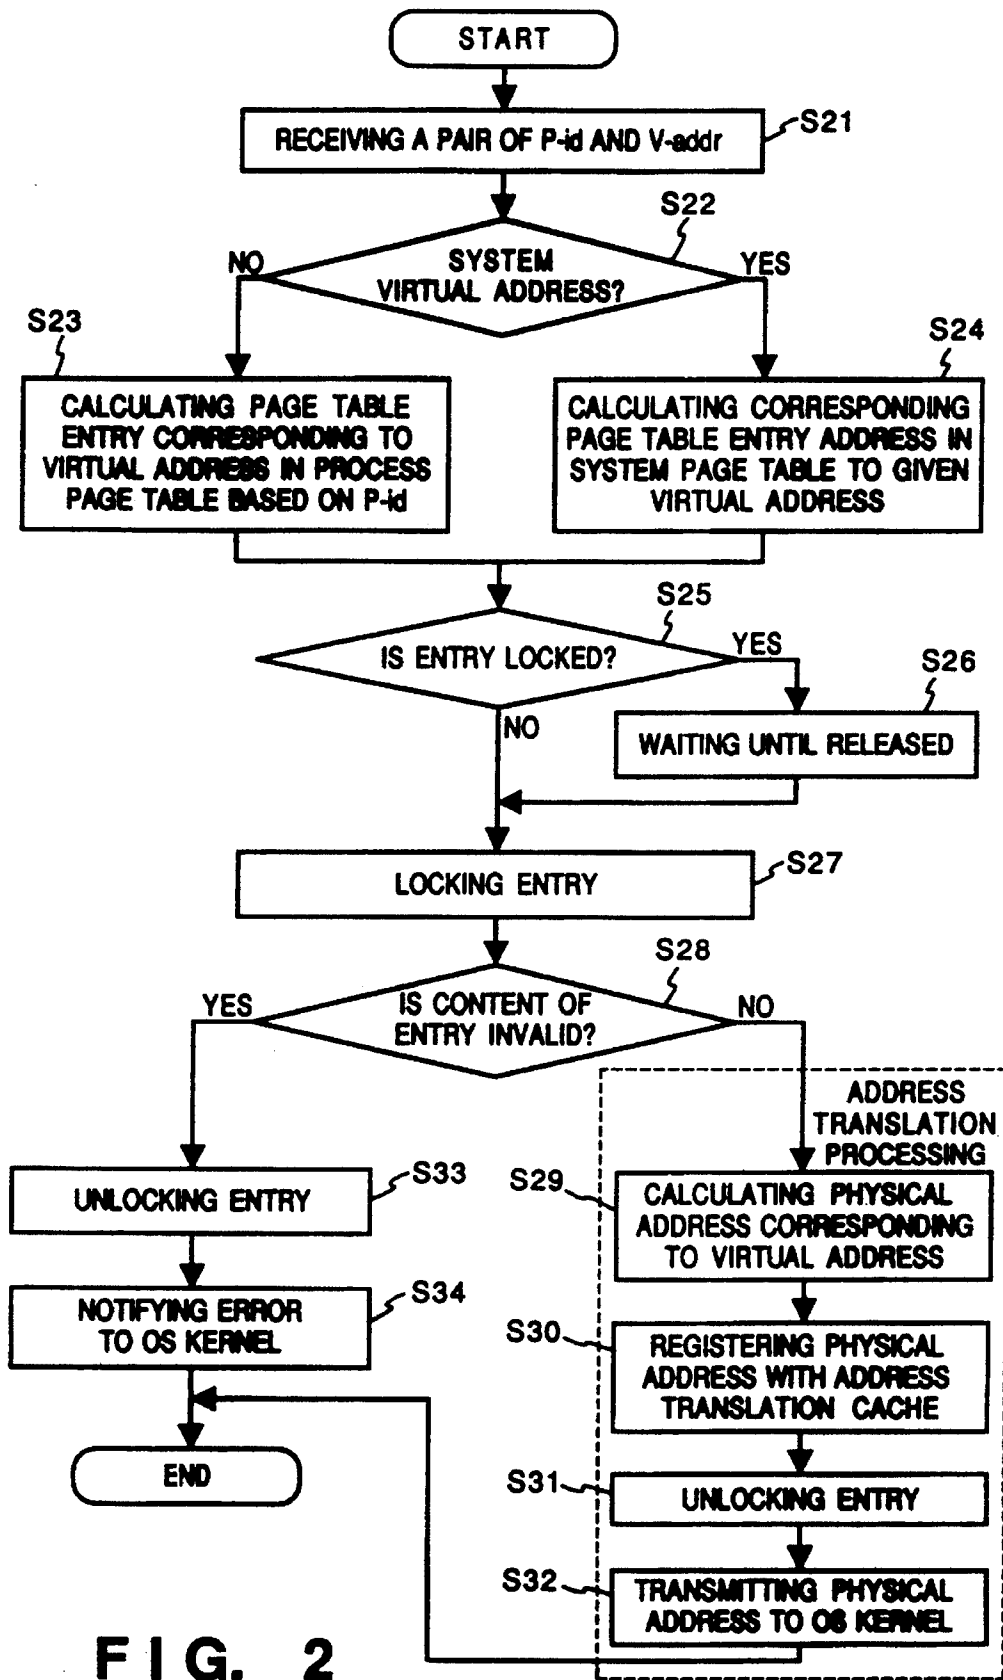 START
S21
RECEIVING A PAIR OF P-id AND V-addr
S22
NO
SYSTEM
VIRTUAL ADDRESS?
YES
S23
CALCULATING PAGE TABLE
ENTRY CORRESPONDING TO
VIRTUAL ADDRESS IN PROCESS
PAGE TABLE BASED ON P-id
S24
CALCULATING CORRESPONDING
PAGE TABLE ENTRY ADDRESS IN
SYSTEM PAGE TABLE TO GIVEN
VIRTUAL ADDRESS
S25
IS ENTRY LOCKED?
YES
S26
NO
WAITING UNTIL RELEASED
S27
LOCKING ENTRY
S28
YES
IS CONTENT OF
ENTRY INVALID?
NO
ADDRESS
TRANSLATION
PROCESSING
S33
UNLOCKING ENTRY
S34
NOTIFYING ERROR
TO OS KERNEL
END
S29
CALCULATING PHYSICAL
ADDRESS CORRESPONDING
TO VIRTUAL ADDRESS
S30
REGISTERING PHYSICAL
ADDRESS WITH ADDRESS
TRANSLATION CACHE
S31
UNLOCKING ENTRY
S32
TRANSMITTING PHYSICAL
ADDRESS TO OS KERNEL
FIG. 2